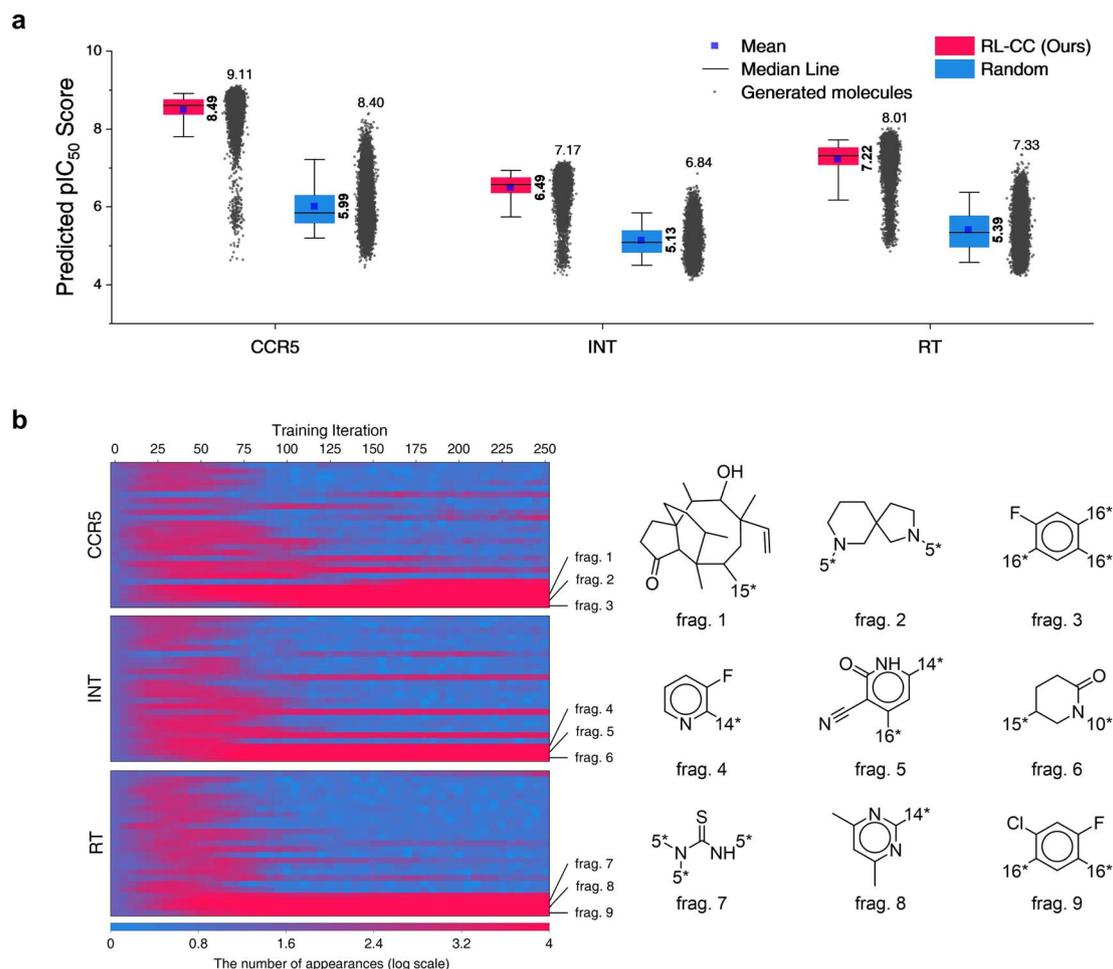 a
Predicted pIC50 Score
10
8
6
4
Mean
Median Line
Generated molecules
RL-CC (Ours)
Random
8.49
9.11
5.99
8.40
6.49
7.17
5.13
6.84
7.22
8.01
5.39
7.33
CCR5
INT
RT
b
Training Iteration
0 25 50 75 100 125 150 175 200 225 250
CCR5
frag. 1
frag. 2
frag. 3
INT
frag. 4
frag. 5
frag. 6
RT
frag. 7
frag. 8
frag. 9
0 0.8 1.6 2.4 3.2 4
The number of appearances (log scale)
OH
O
15*
frag. 1
N
5*
N
5*
frag. 2
F
16*
16*
16*
frag. 3
F
N
14*
frag. 4
O
NH
14*
N
16*
frag. 5
O
15*
N
10*
frag. 6
S
5*
N
NH
5*
5*
frag. 7
N
14*
N
frag. 8
Cl
F
16*
16*
frag. 9